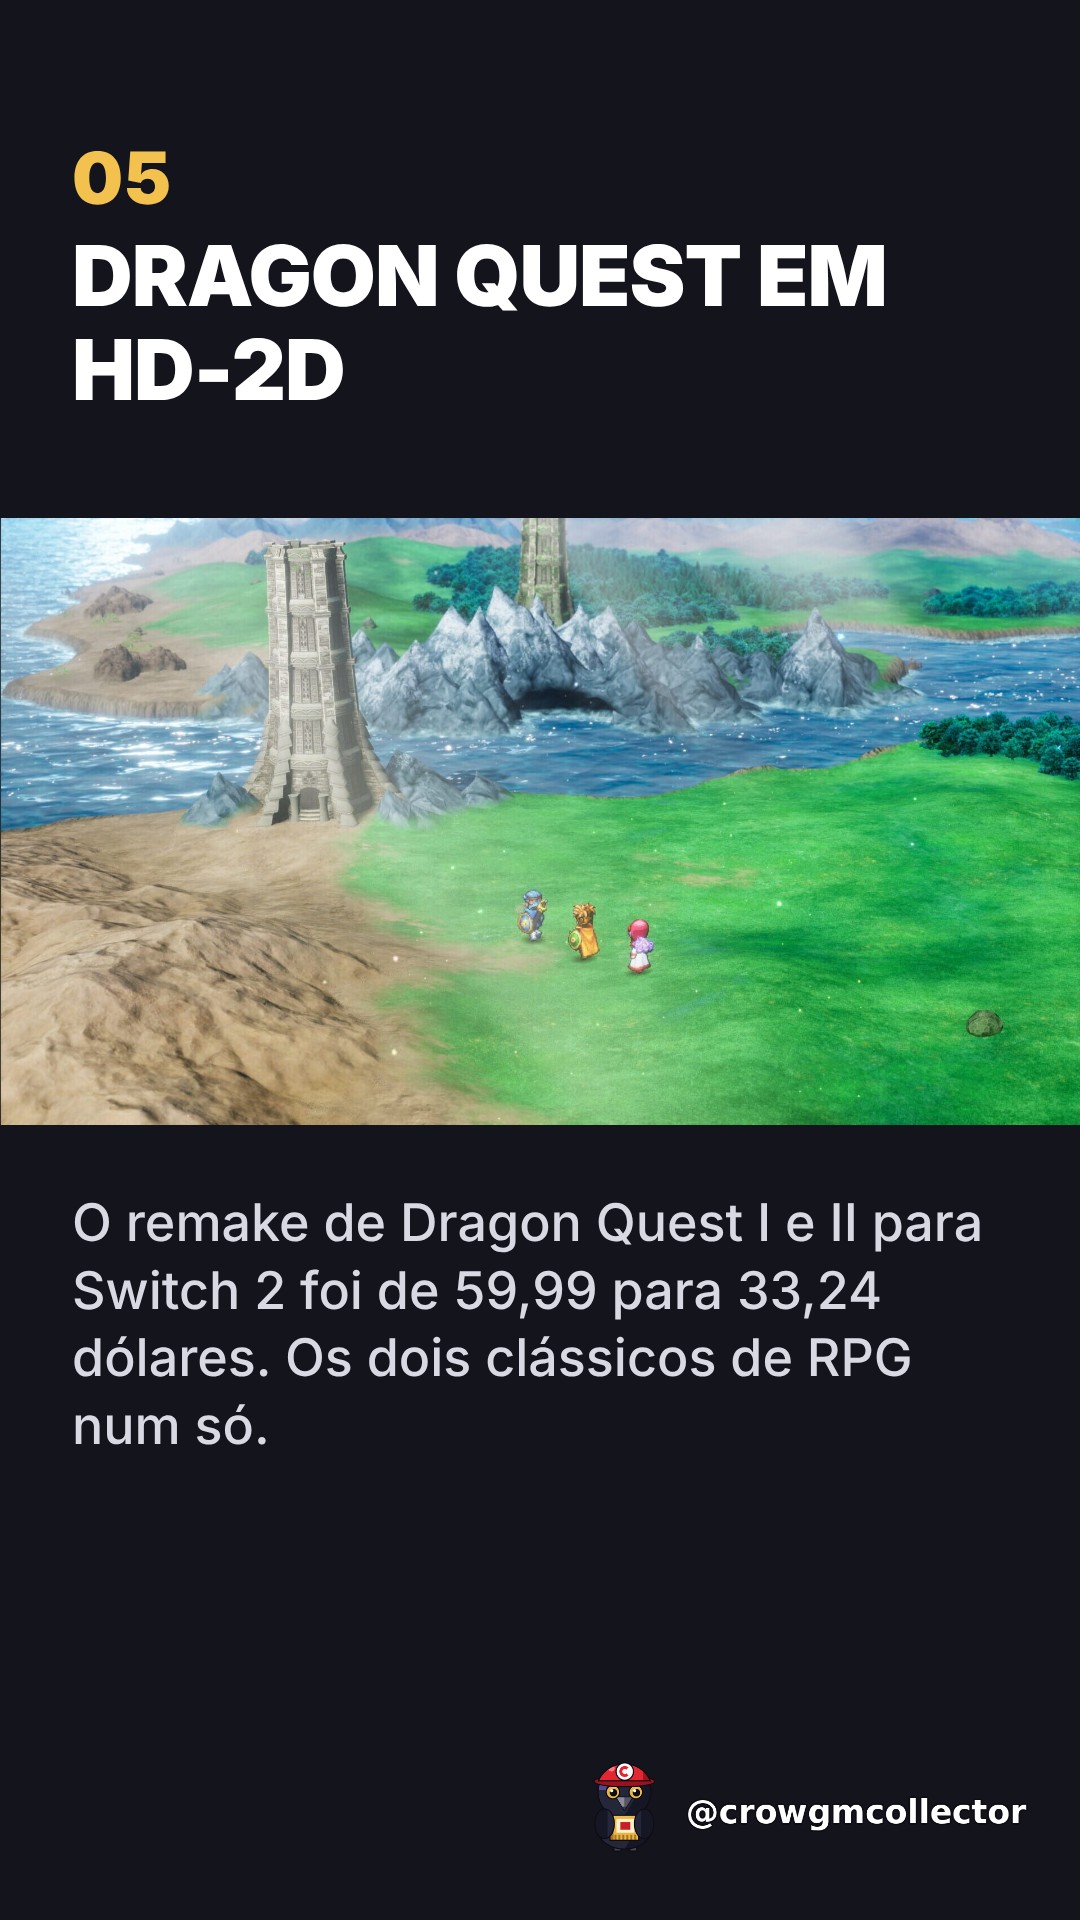 05
DRAGON QUEST EM
HD-2D
O remake de Dragon Quest I e II para
Switch 2 foi de 59,99 para 33,24
dólares. Os dois clássicos de RPG
num só.
C
@crowgmcollector